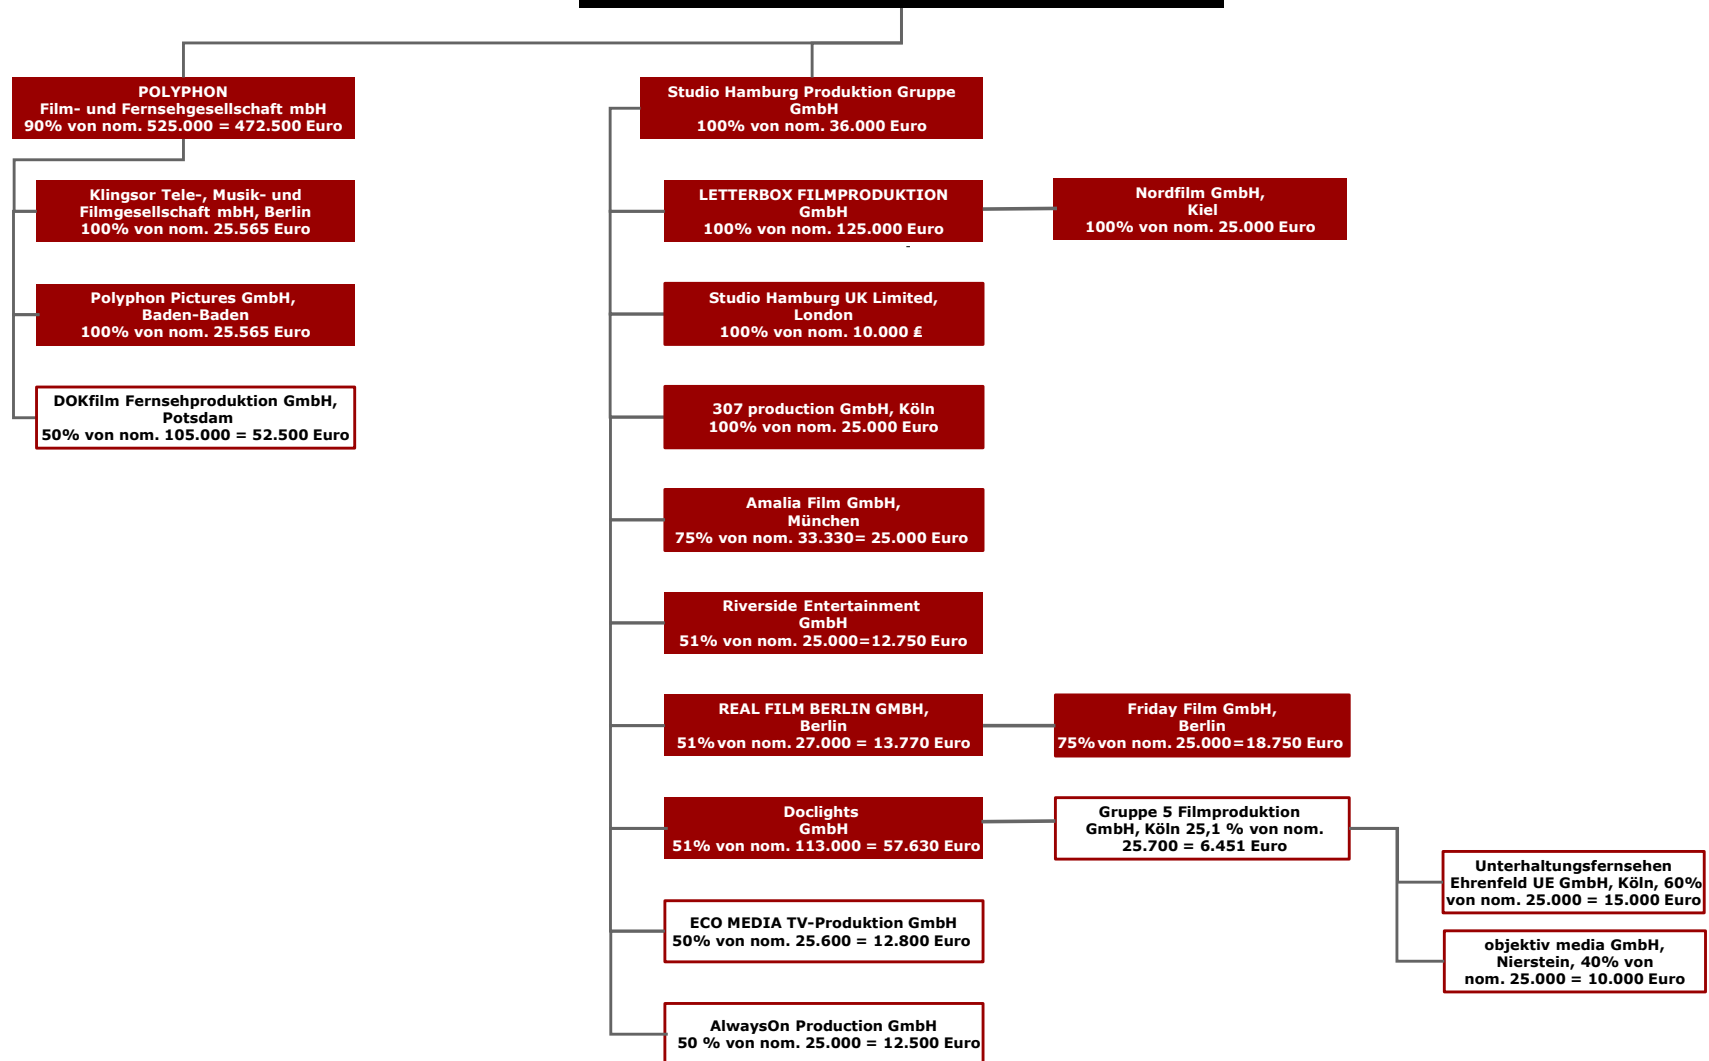 POLYPHON
Film- und Fernsehgesellschaft mbH
90% von nom. 525.000 = 472.500 Euro
Klingsor Tele-, Musik- und
Filmgesellschaft mbH, Berlin
100% von nom. 25.565 Euro
Polyphon Pictures GmbH,
Baden-Baden
100% von nom. 25.565 Euro
DOKfilm Fernsehproduktion GmbH,
Potsdam
50% von nom. 105.000 = 52.500 Euro
Studio Hamburg Produktion Gruppe
GmbH
100% von nom. 36.000 Euro
LETTERBOX FILMPRODUKTION
GmbH
100% von nom. 125.000 Euro
Nordfilm GmbH,
Kiel
100% von nom. 25.000 Euro
Studio Hamburg UK Limited,
London
100% von nom. 10.000 ₤
307 production GmbH, Köln
100% von nom. 25.000 Euro
Amalia Film GmbH,
München
75% von nom. 33.330= 25.000 Euro
Riverside Entertainment
GmbH
51% von nom. 25.000=12.750 Euro
REAL FILM BERLIN GMBH,
Berlin
51% von nom. 27.000 = 13.770 Euro
Friday Film GmbH,
Berlin
75% von nom. 25.000=18.750 Euro
Doclights
GmbH
51% von nom. 113.000 = 57.630 Euro
Gruppe 5 Filmproduktion
GmbH, Köln 25,1 % von nom.
25.700 = 6.451 Euro
Unterhaltungsfernsehen
Ehrenfeld UE GmbH, Köln, 60%
von nom. 25.000 = 15.000 Euro
objektiv media GmbH,
Nierstein, 40% von
nom. 25.000 = 10.000 Euro
ECO MEDIA TV-Produktion GmbH
50% von nom. 25.600 = 12.800 Euro
AlwaysOn Production GmbH
50 % von nom. 25.000 = 12.500 Euro